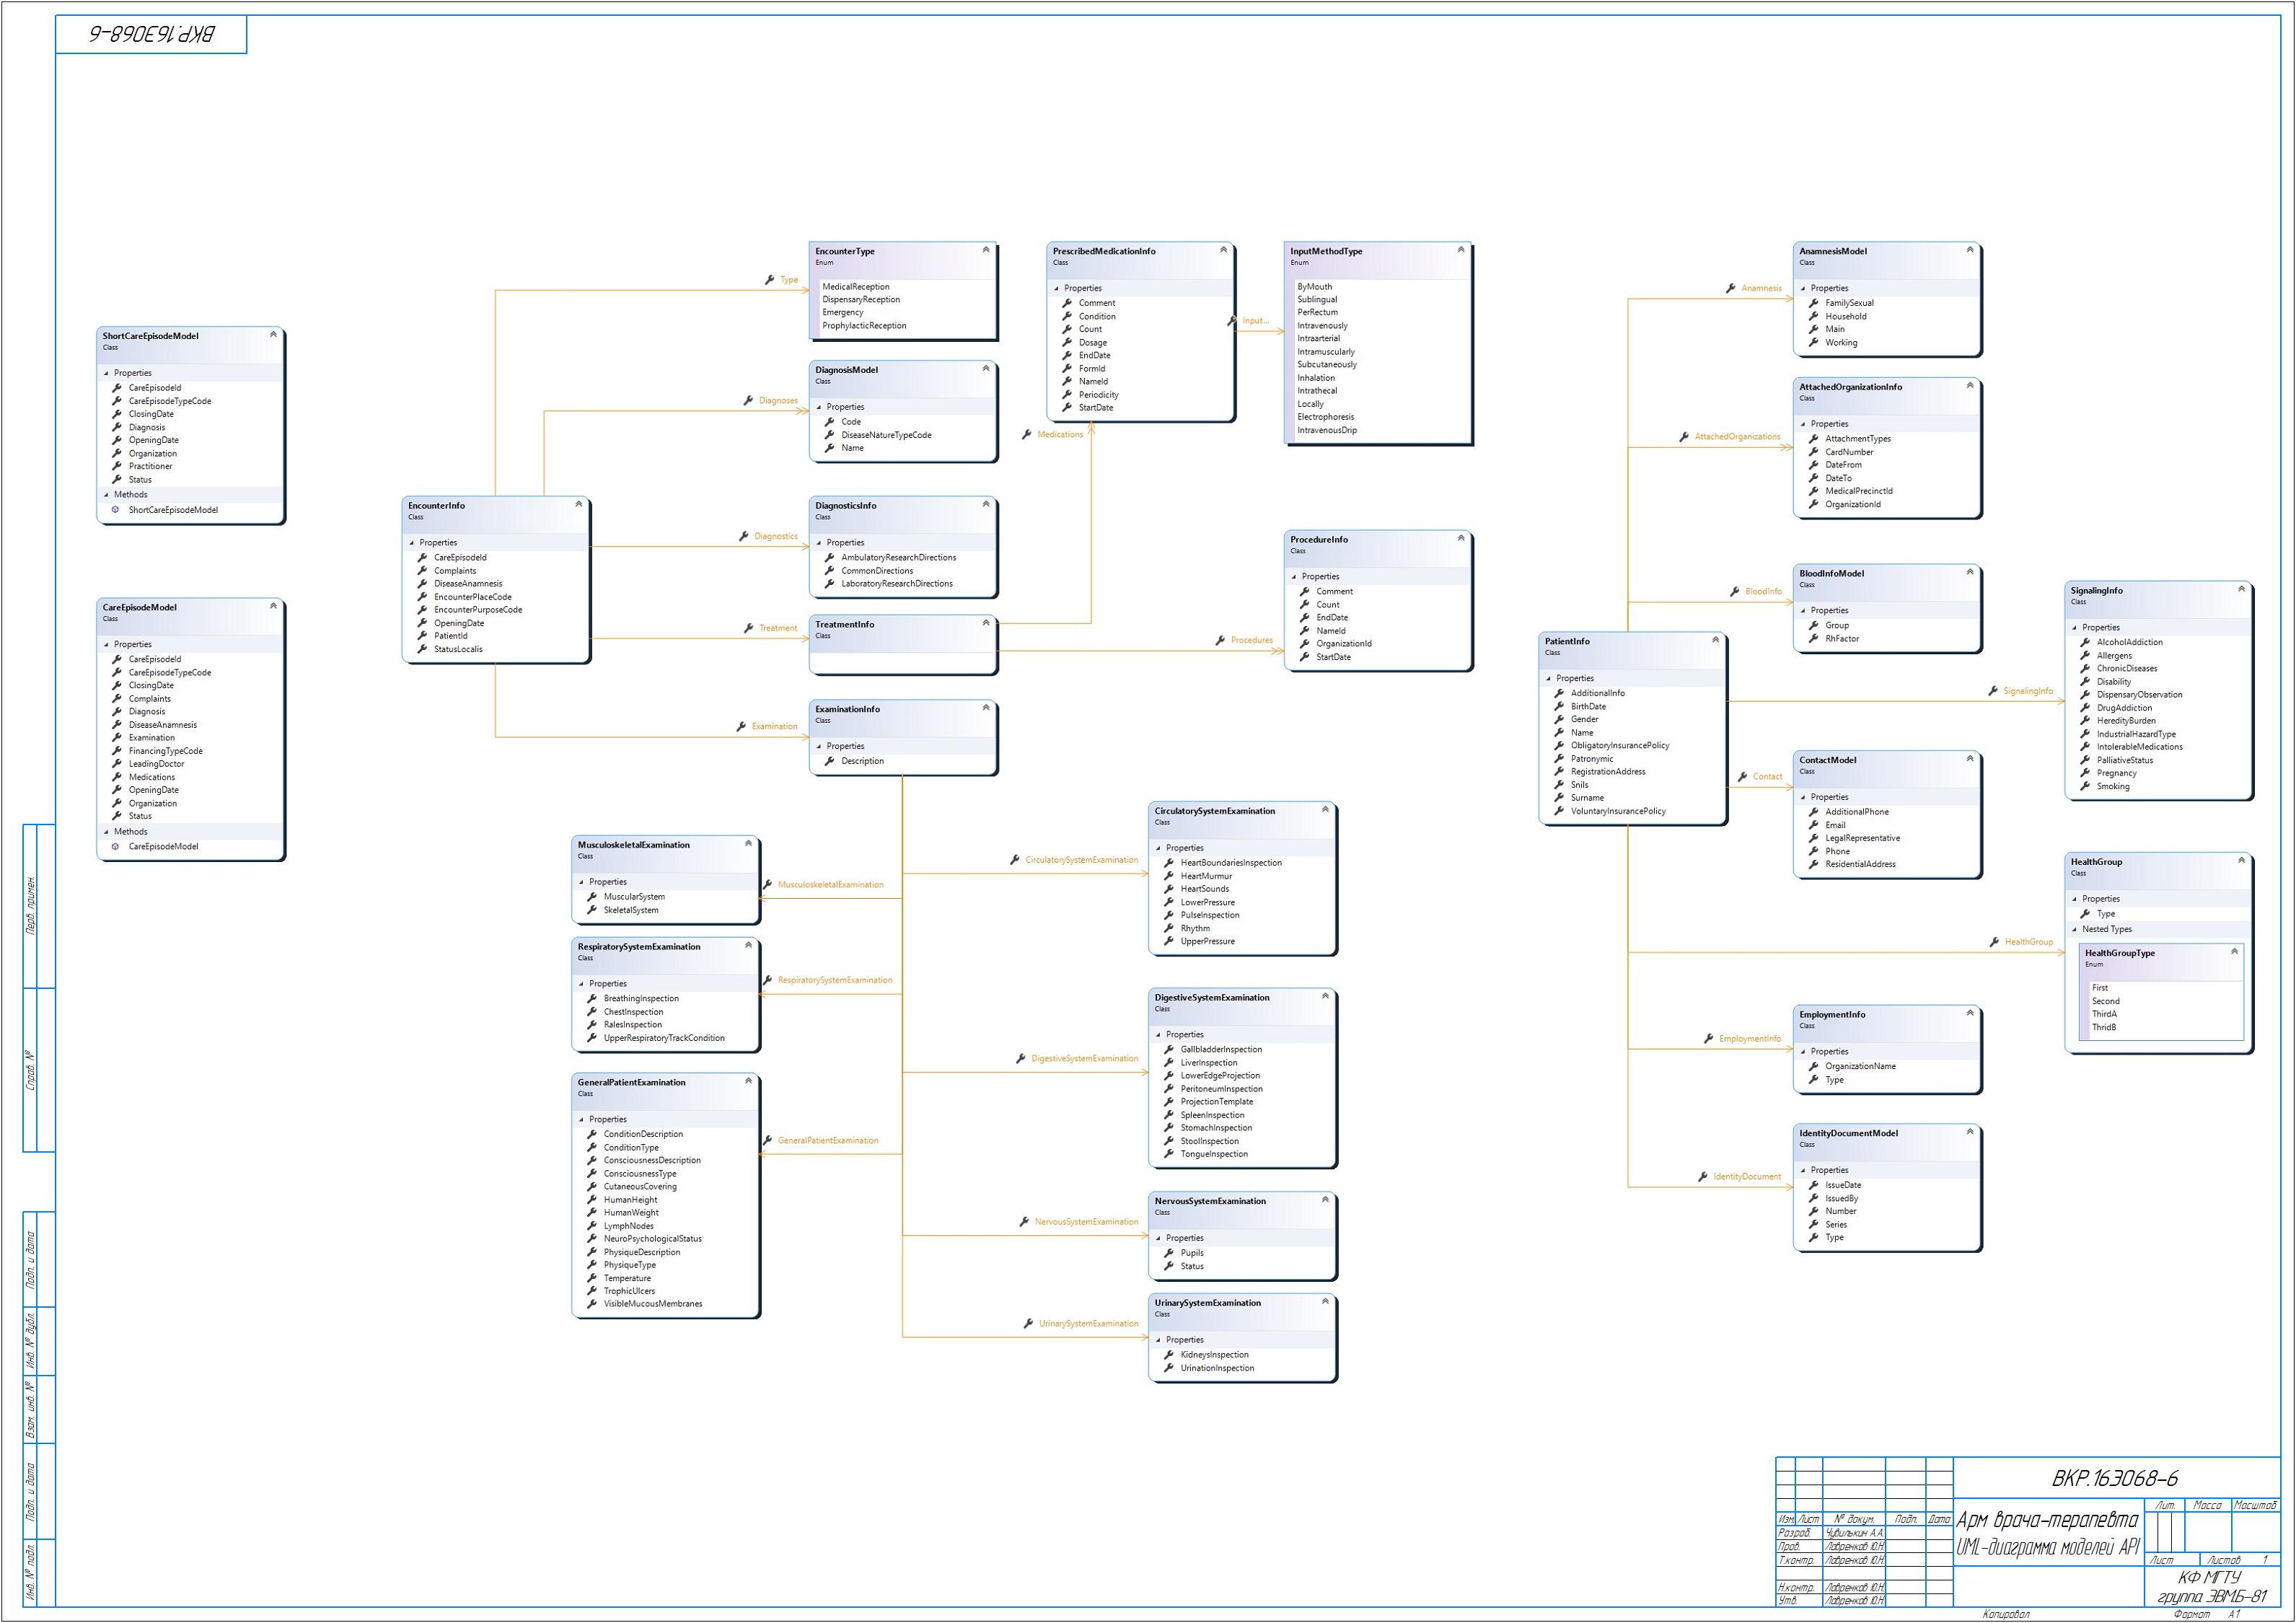 ВКР.163068-6
ShortCareEpisodeModel
Class
Properties
CareEpisodeId
CareEpisodeTypeCode
ClosingDate
Diagnosis
OpeningDate
Organization
Practitioner
Status
Methods
ShortCareEpisodeModel
CareEpisodeModel
Class
Properties
CareEpisodeId
CareEpisodeTypeCode
ClosingDate
Complaints
Diagnosis
DiseaseAnamnesis
Examination
FinancingTypeCode
LeadingDoctor
Medications
OpeningDate
Organization
Status
Methods
CareEpisodeModel
EncounterInfo
Class
Properties
CareEpisodeId
Complaints
DiseaseAnamnesis
EncounterPlaceCode
EncounterPurposeCode
OpeningDate
PatientId
StatusLocalis
Type
Diagnoses
Diagnostics
Treatment
Examination
EncounterType
Enum
MedicalReception
DispensaryReception
Emergency
ProphylacticReception
DiagnosisModel
Class
Properties
Code
DiseaseNatureTypeCode
Name
DiagnosticsInfo
Class
Properties
AmbulatoryResearchDirections
CommonDirections
LaboratoryResearchDirections
TreatmentInfo
Class
ExaminationInfo
Class
Properties
Description
PrescribedMedicationInfo
Class
Properties
Comment
Condition
Count
Dosage
EndDate
FormId
NameId
Periodicity
StartDate
Medications
Input...
InputMethodType
Enum
ByMouth
Sublingual
PerRectum
Intravenously
Intraarterial
Intramuscularly
Subcutaneously
Inhalation
Intrathecal
Locally
Electrophoresis
IntravenousDrip
Procedures
ProcedureInfo
Class
Properties
Comment
Count
EndDate
NameId
OrganizationId
StartDate
MusculoskeletalExamination
Class
Properties
MuscularSystem
SkeletalSystem
MusculoskeletalExamination
RespiratorySystemExamination
Class
Properties
BreathingInspection
ChestInspection
RalesInspection
UpperRespiratoryTrackCondition
RespiratorySystemExamination
GeneralPatientExamination
Class
Properties
ConditionDescription
ConditionType
ConsciousnessDescription
ConsciousnessType
CutaneousCovering
HumanHeight
HumanWeight
LymphNodes
NeuroPsychologicalStatus
PhysiqueDescription
PhysiqueType
Temperature
TrophicUlcers
VisibleMucousMembranes
GeneralPatientExamination
CirculatorySystemExamination
CirculatorySystemExamination
Class
Properties
HeartBoundariesInspection
HeartMurmur
HeartSounds
LowerPressure
PulseInspection
Rhythm
UpperPressure
DigestiveSystemExamination
DigestiveSystemExamination
Class
Properties
GallbladderInspection
LiverInspection
LowerEdgeProjection
PeritoneumInspection
ProjectionTemplate
SpleenInspection
StomachInspection
StoolInspection
TongueInspection
NervousSystemExamination
NervousSystemExamination
Class
Properties
Pupils
Status
UrinarySystemExamination
UrinarySystemExamination
Class
Properties
KidneysInspection
UrinationInspection
PatientInfo
Class
Properties
AdditionalInfo
BirthDate
Gender
Name
ObligatoryInsurancePolicy
Patronymic
RegistrationAddress
Snils
Surname
VoluntaryInsurancePolicy
Anamnesis
AttachedOrganizations
BloodInfo
SignalingInfo
Contact
HealthGroup
EmploymentInfo
IdentityDocument
AnamnesisModel
Class
Properties
FamilySexual
Household
Main
Working
AttachedOrganizationInfo
Class
Properties
AttachmentTypes
CardNumber
DateFrom
DateTo
MedicalPrecinctId
OrganizationId
BloodInfoModel
Class
Properties
Group
RhFactor
ContactModel
Class
Properties
AdditionalPhone
Email
LegalRepresentative
Phone
ResidentialAddress
EmploymentInfo
Class
Properties
OrganizationName
Type
IdentityDocumentModel
Class
Properties
IssueDate
IssuedBy
Number
Series
Type
SignalingInfo
Class
Properties
AlcoholAddiction
Allergens
ChronicDiseases
Disability
DispensaryObservation
DrugAddiction
HeredityBurden
IndustrialHazardType
IntolerableMedications
PalliativeStatus
Pregnancy
Smoking
HealthGroup
Class
Properties
Type
Nested Types
HealthGroupType
Enum
First
Second
ThirdA
ThridB
Перв. примен.
Справ. №
Подп. и дата
Инв. № дубл.
Взам. инв. №
Подп. и дата
Инв. № подл.
ВКР.163068-6
Изм. Лист № докум. Подп. Дата
Разраб. Чувилькин А.А.
Пров. Лавренков Ю.Н.
Т.контр. Лавренков Ю.Н.
Н.контр. Лавренков Ю.Н.
Утв. Лавренков Ю.Н.
Арм врача-терапевта
UML-диаграмма моделей API
Лит. Масса Масштаб
Лист Листов 1
КФ МГТУ
группа ЭВМ.Б-81
Копировал Формат А1